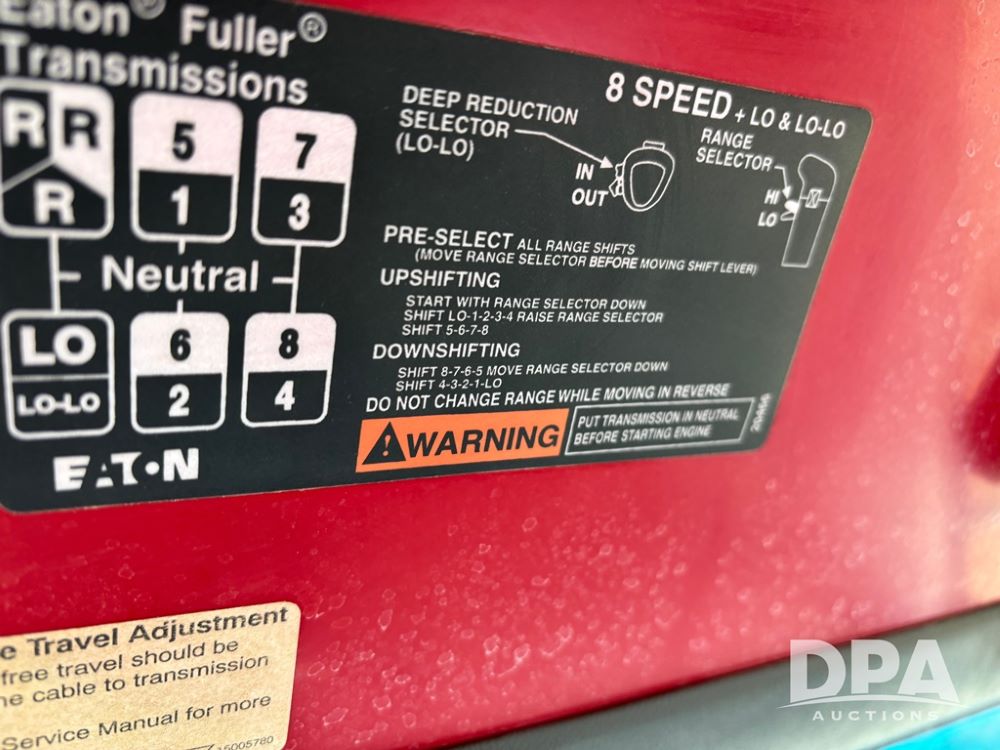 Eaton® Fuller®
Transmissions
R R 5 7
R 1 3
Neutral
LO 6 8
LO-LO 2 4
EATON
8 SPEED + LO & LO-LO
DEEP REDUCTION
SELECTOR
(LO-LO)
IN
OUT
RANGE
SELECTOR
HI
LO
PRE-SELECT ALL RANGE SHIFTS
(MOVE RANGE SELECTOR BEFORE MOVING SHIFT LEVER)
UPSHIFTING
START WITH RANGE SELECTOR DOWN
SHIFT LO-1-2-3-4 RAISE RANGE SELECTOR
SHIFT 5-6-7-8
DOWNSHIFTING
SHIFT 8-7-6-5 MOVE RANGE SELECTOR DOWN
SHIFT 4-3-2-1-LO
DO NOT CHANGE RANGE WHILE MOVING IN REVERSE
WARNING
PUT TRANSMISSION IN NEUTRAL
BEFORE STARTING ENGINE
e Travel Adjustment
free travel should be
e cable to transmission
Service Manual for more
15005780
DPA
AUCTIONS